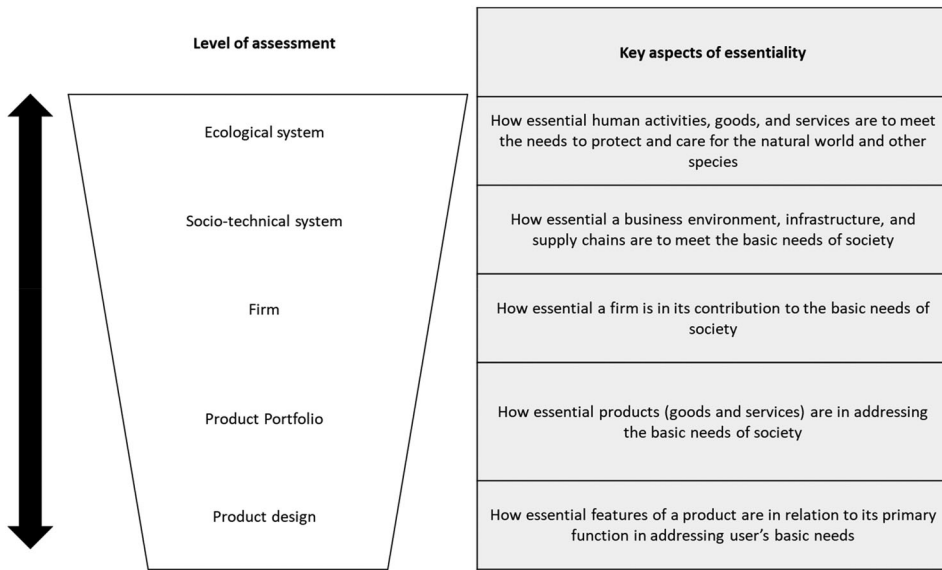 Level of assessment
Key aspects of essentiality
Ecological system
How essential human activities, goods, and services are to meet
the needs to protect and care for the natural world and other
species
Socio-technical system
How essential a business environment, infrastructure, and
supply chains are to meet the basic needs of society
Firm
How essential a firm is in its contribution to the basic needs of
society
Product Portfolio
How essential products (goods and services) are in addressing
the basic needs of society
Product design
How essential features of a product are in relation to its primary
function in addressing user’s basic needs